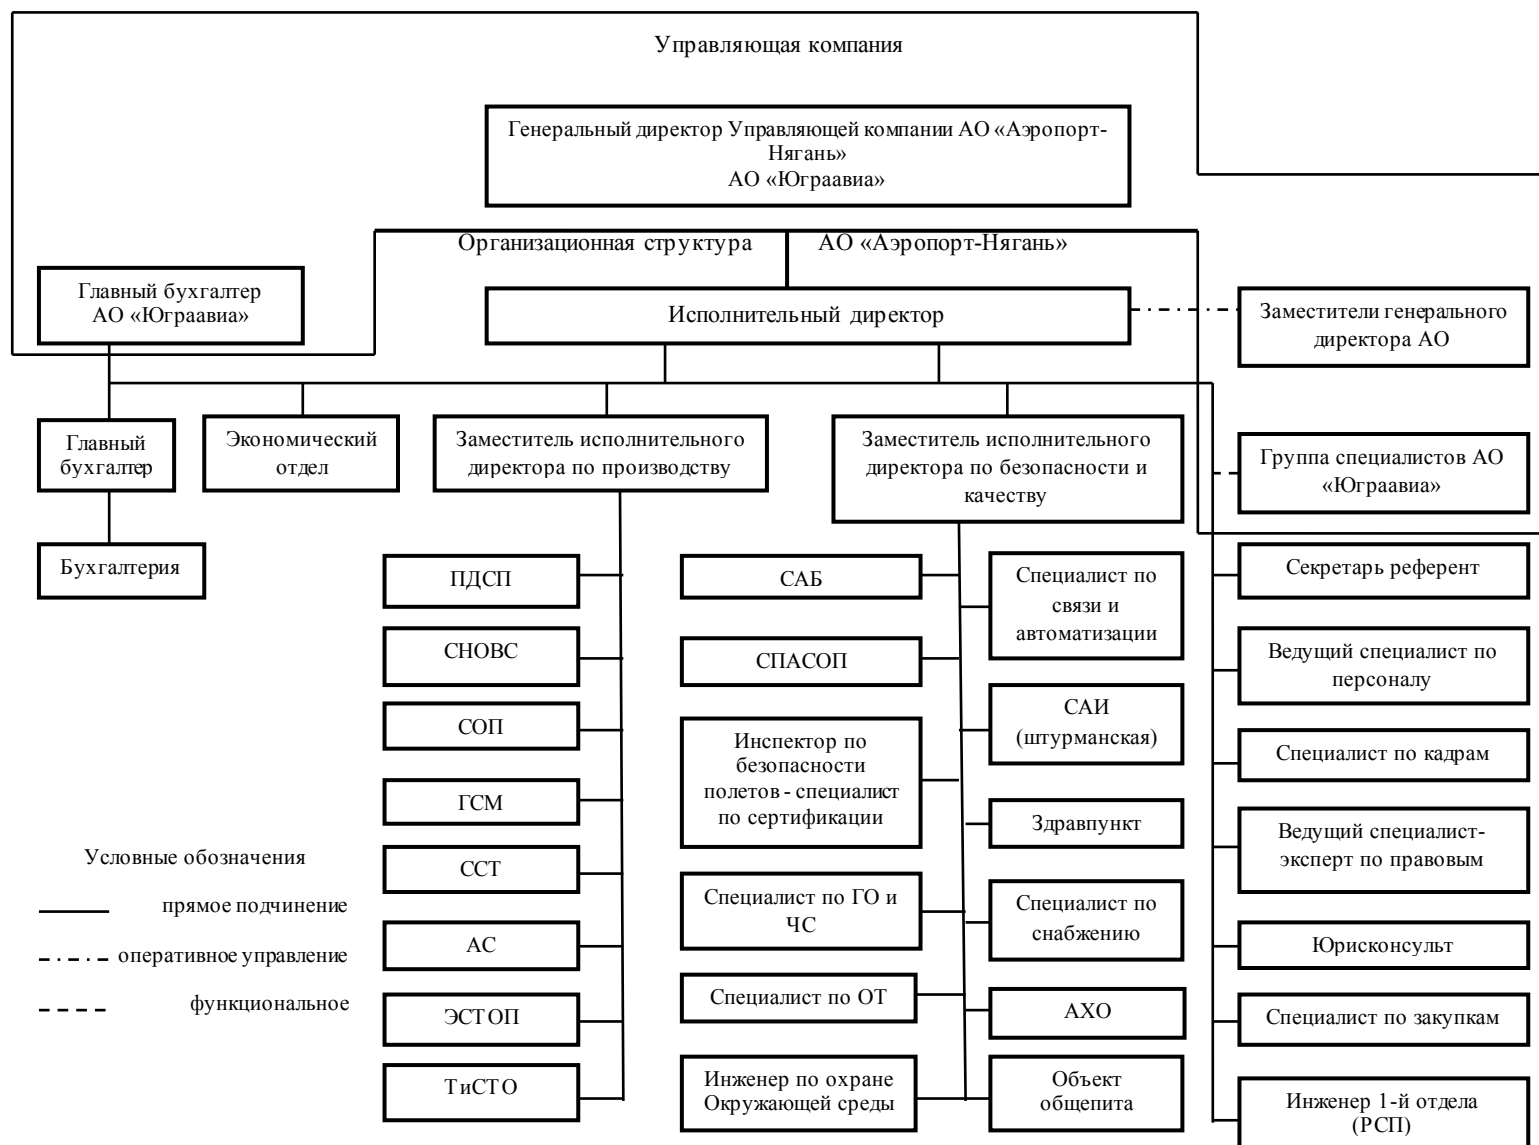 Управляющая компания
Генеральный директор Управляющей компании АО «Аэропорт-
Нягань»
АО «Юграавиа»
Организационная структура АО «Аэропорт-Нягань»
Главный бухгалтер
АО «Юграавиа»
Исполнительный директор
Заместители генерального
директора АО
Главный
бухгалтер
Экономический
отдел
Заместитель исполнительного
директора по производству
Заместитель исполнительного
директора по безопасности и
качеству
Группа специалистов АО
«Юграавиа»
Бухгалтерия
ПДСП
СНОВС
СОП
ГСМ
ССТ
АС
ЭСТОП
ТиСТО
САБ
СПАСОП
Инспектор по
безопасности
полетов - специалист
по сертификации
Специалист по ГО и
ЧС
Специалист по ОТ
Инженер по охране
Окружающей среды
Специалист по
связи и
автоматизации
САИ
(штурманская)
Здравпункт
Специалист по
снабжению
АХО
Объект
общепита
Секретарь референт
Ведущий специалист по
персоналу
Специалист по кадрам
Ведущий специалист-
эксперт по правовым
Юрисконсульт
Специалист по закупкам
Инженер 1-й отдела
(РСП)
Условные обозначения
прямое подчинение
оперативное управление
функциональное